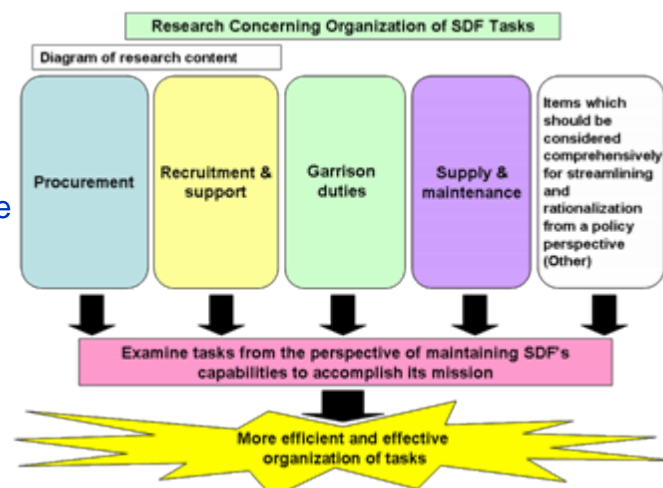 Research Concerning Organization of SDF Tasks
Diagram of research content
e
Procurement
Recruitment &
support
Garrison
duties
Supply &
maintenance
Items which
should be
considered
comprehensively
for streamlining
and
rationalization
from a policy
perspective
(Other)
Examine tasks from the perspective of maintaining SDF's
capabilities to accomplish its mission
More efficient and effective
organization of tasks